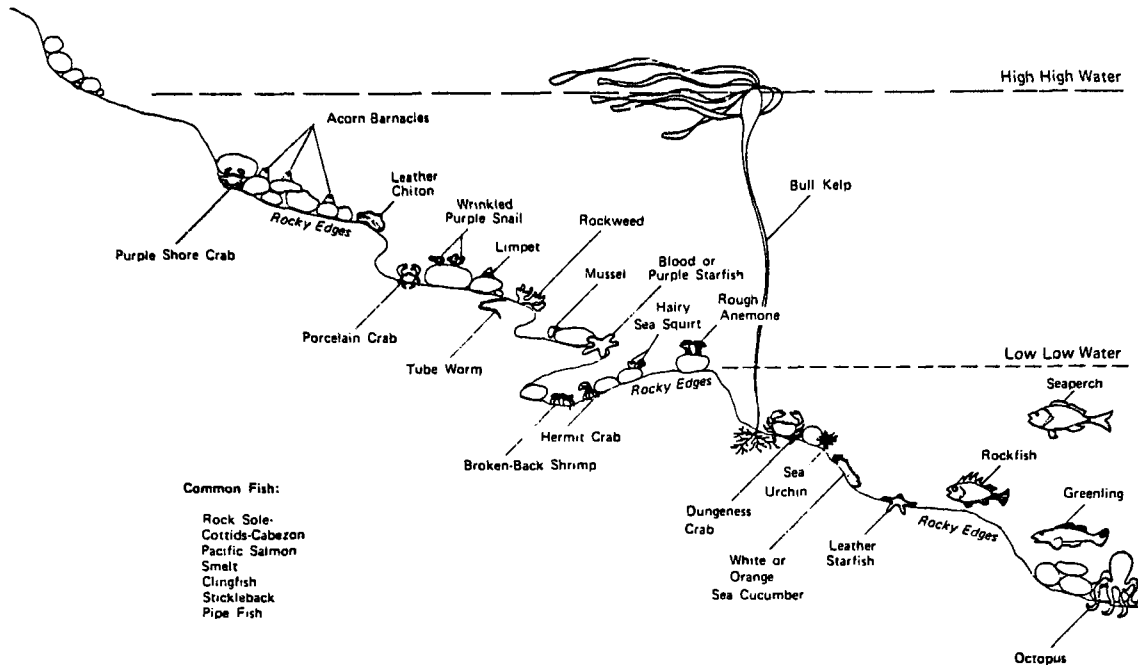 High High Water
Acorn Barnacles
Bull Kelp
Leather
Chiton
Wrinkled
Purple Snail
Rocky Edges
Rockweed
Purple Shore Crab
Limpet
Blood or
Purple Starfish
Mussel
Rough
Anemone
Hairy
Sea Squirt
Porcelain Crab
Tube Worm
Low Low Water
Rocky Edges
Seaperch
Hermit Crab
Broken-Back Shrimp
Rockfish
Sea
Urchin
Greenling
Common Fish:
Rock Sole-
Cottids-Cabezon
Pacific Salmon
Smelt
Clingfish
Stickleback
Pipe Fish
Dungeness
Crab
Rocky Edges
Leather
Starfish
White or
Orange
Sea Cucumber
Octopus